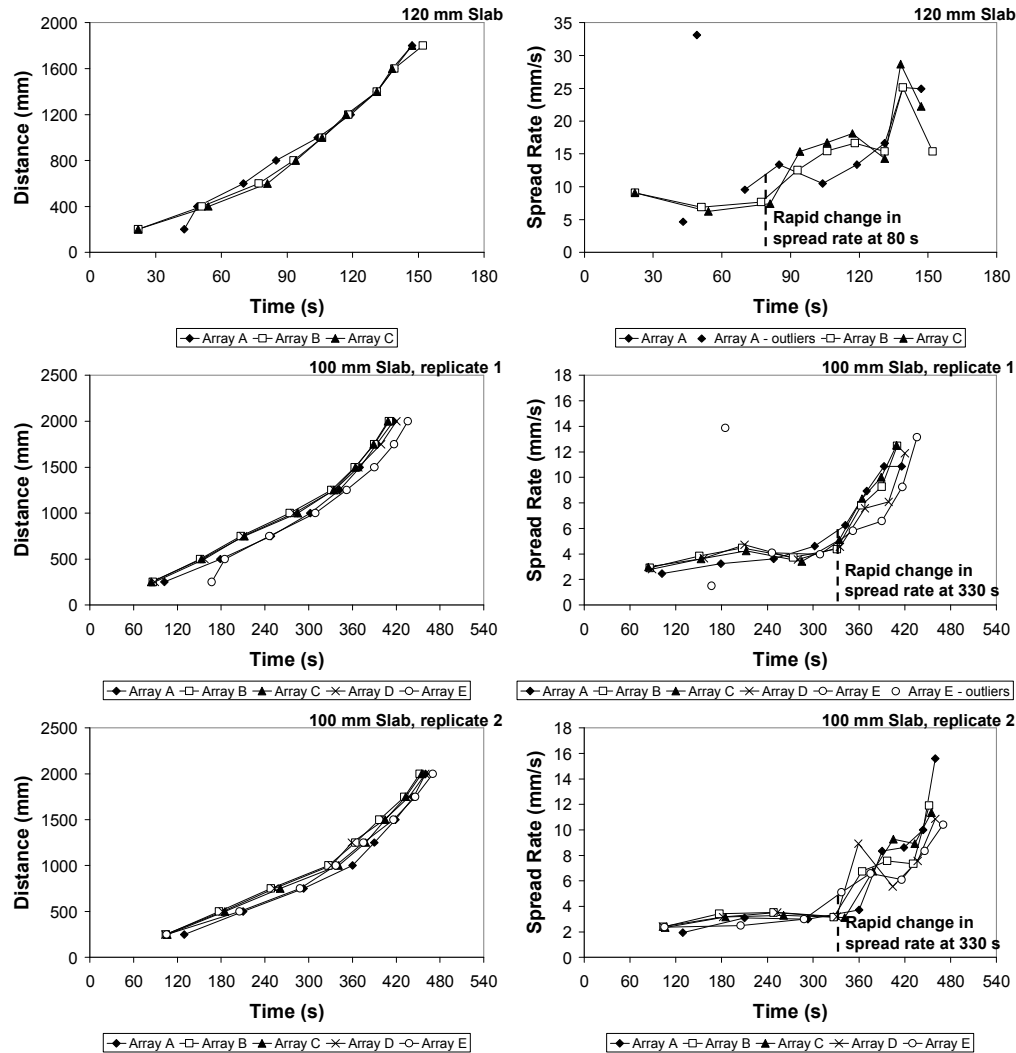 120 mm Slab
2000
1600
1200
800
400
0
Distance (mm)
0 30 60 90 120 150 180
Time (s)
Array A Array B Array C
120 mm Slab
35
30
25
20
15
10
5
0
Spread Rate (mm/s)
Rapid change in
spread rate at 80 s
0 30 60 90 120 150 180
Time (s)
Array A Array A - outliers Array B Array C
100 mm Slab, replicate 1
2500
2000
1500
1000
500
0
Distance (mm)
0 60 120 180 240 300 360 420 480 540
Time (s)
Array A Array B Array C Array D Array E
100 mm Slab, replicate 1
18
16
14
12
10
8
6
4
2
0
Spread Rate (mm/s)
Rapid change in
spread rate at 330 s
0 60 120 180 240 300 360 420 480 540
Time (s)
Array A Array B Array C Array D Array E Array E - outliers
100 mm Slab, replicate 2
2500
2000
1500
1000
500
0
Distance (mm)
0 60 120 180 240 300 360 420 480 540
Time (s)
Array A Array B Array C Array D Array E
100 mm Slab, replicate 2
18
16
14
12
10
8
6
4
2
0
Spread Rate (mm/s)
Rapid change in
spread rate at 330 s
0 60 120 180 240 300 360 420 480 540
Time (s)
Array A Array B Array C Array D Array E